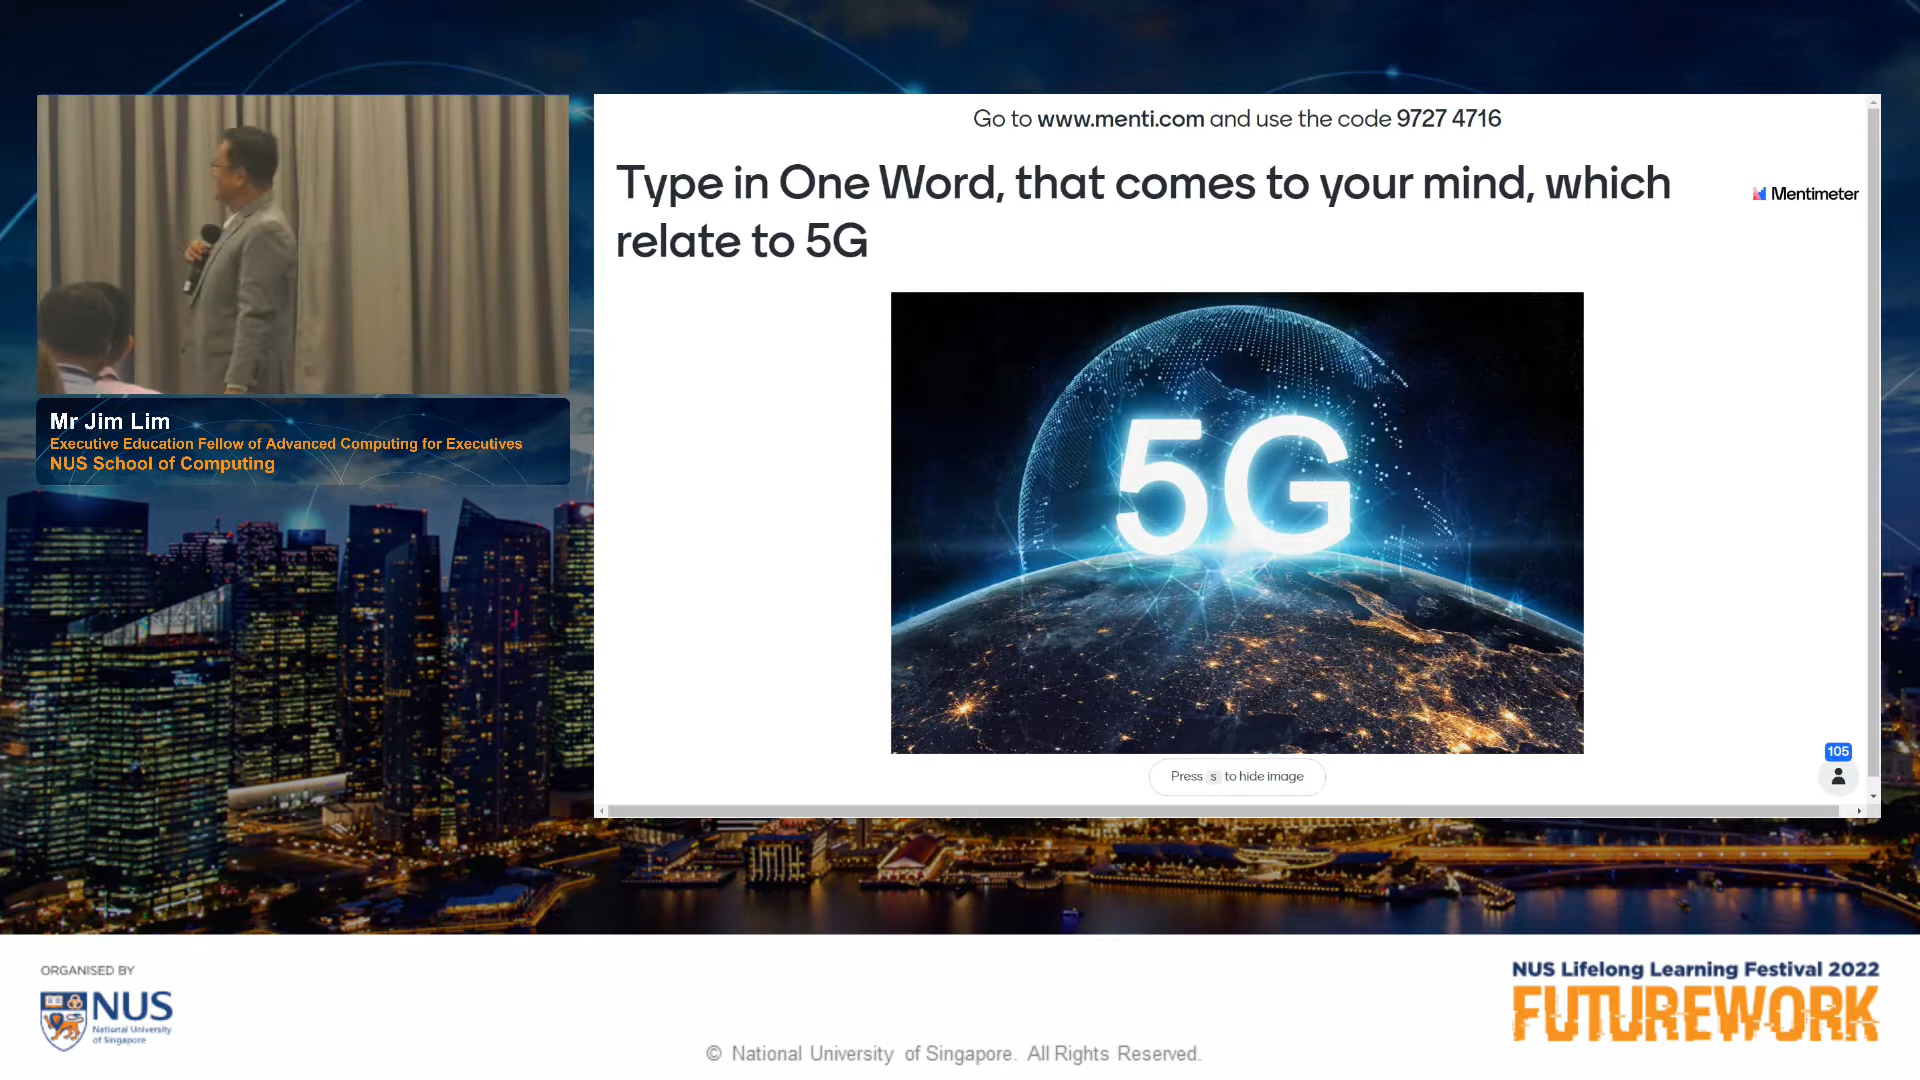 Go to www.menti.com and use the code 9727 4716
Type in One Word, that comes to your mind, which
relate to 5G
Mentimeter
5G
Press s to hide image
105
Mr Jim Lim
Executive Education Fellow of Advanced Computing for Executives
NUS School of Computing
ORGANISED BY
NUS
National University
of Singapore
NUS Lifelong Learning Festival 2022
FUTUREWORK
© National University of Singapore. All Rights Reserved.